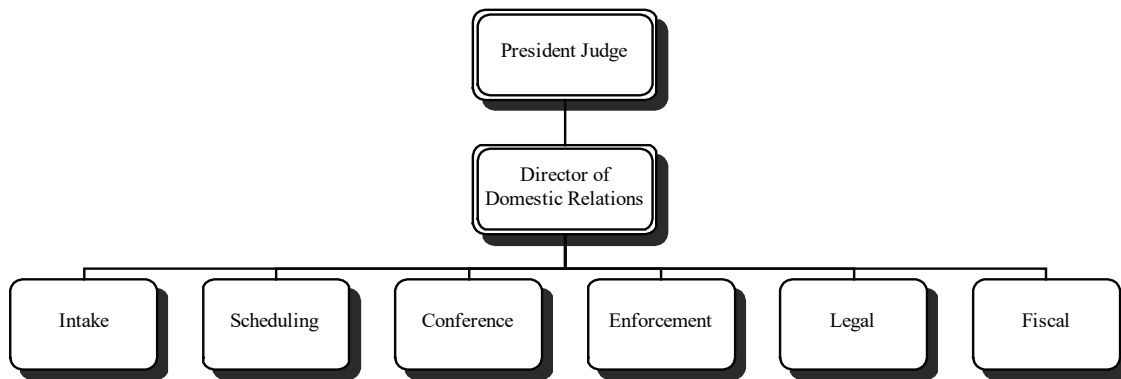 President Judge
Director of
Domestic Relations
Intake
Scheduling
Conference
Enforcement
Legal
Fiscal